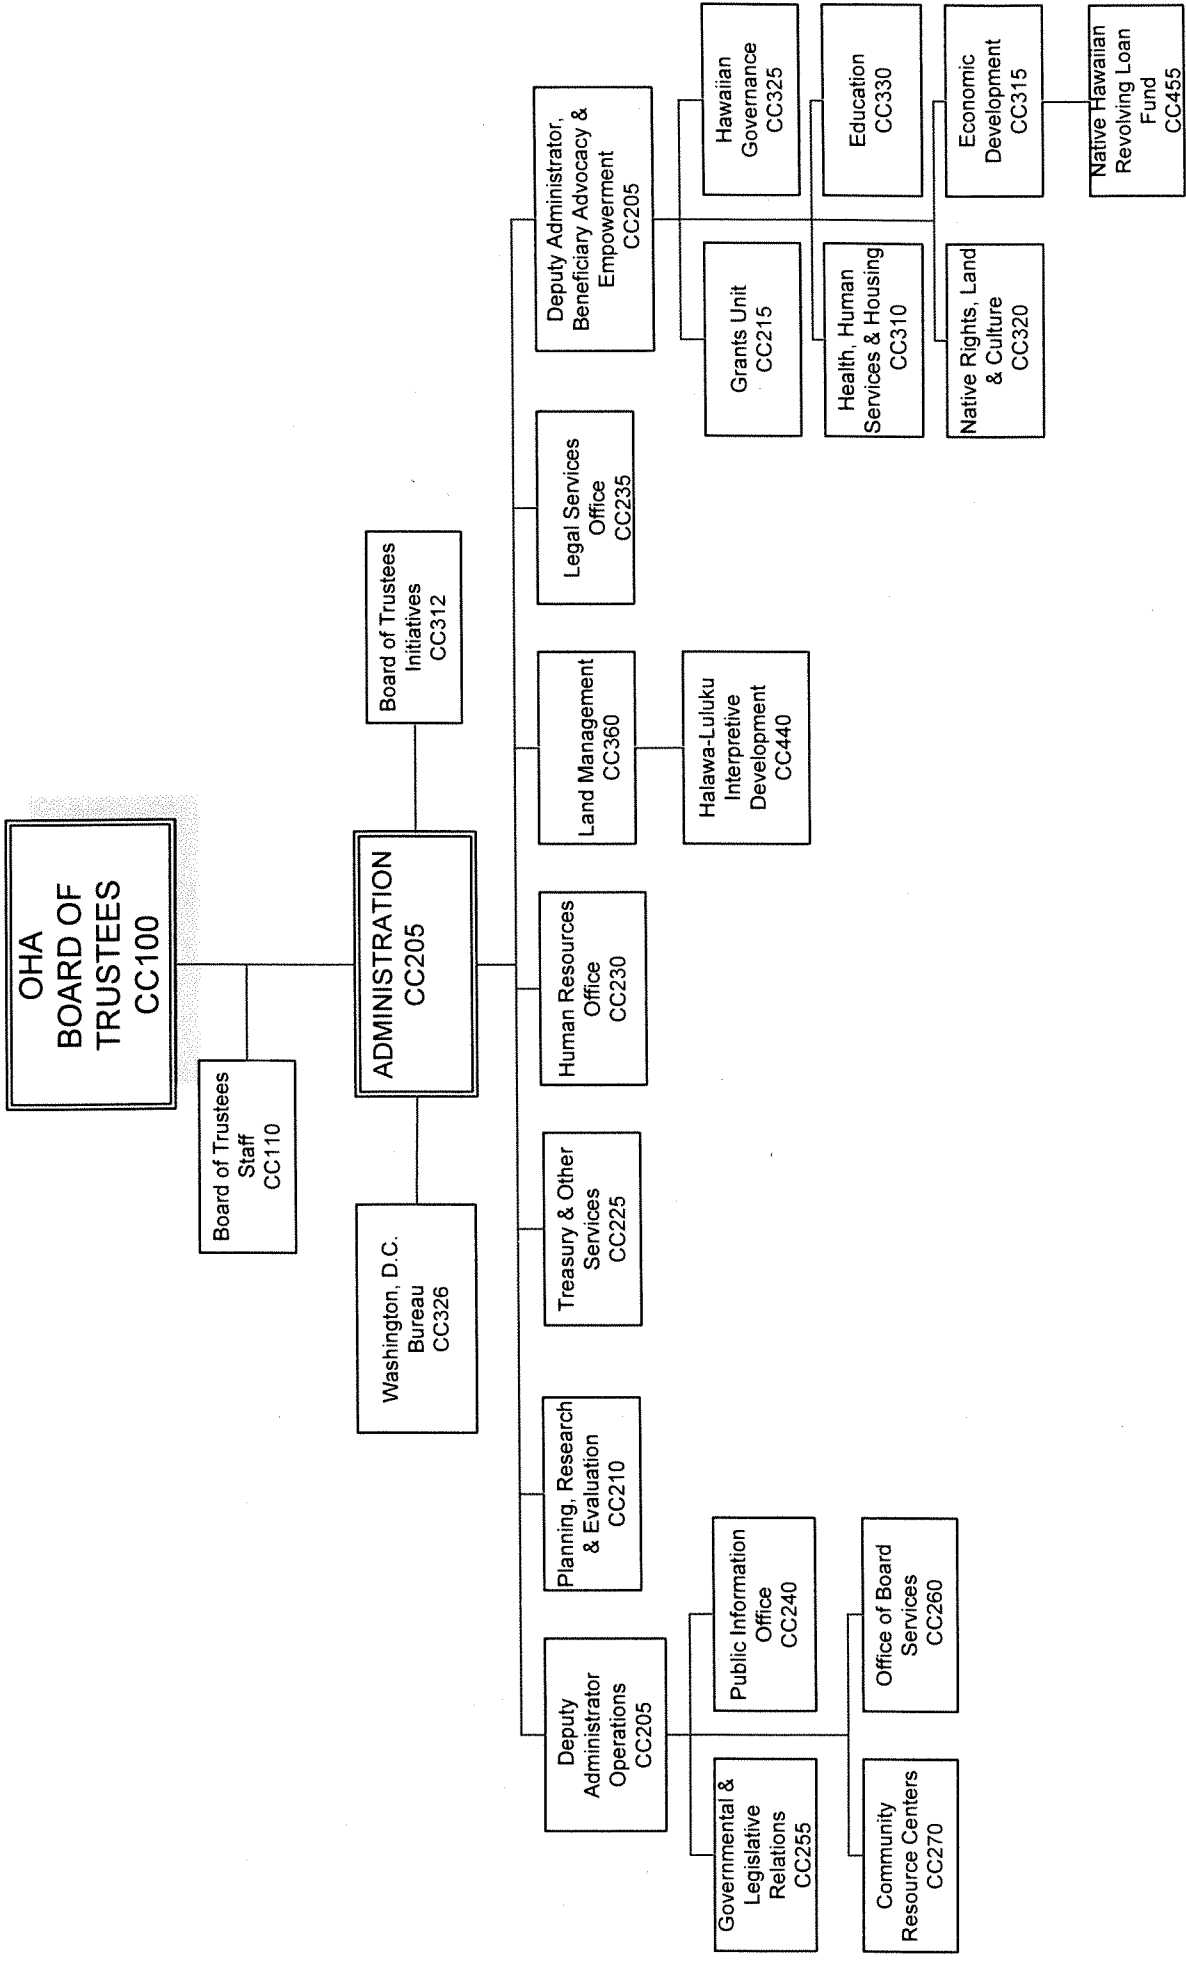 OHA
BOARD OF
TRUSTEES
CC100
Board of Trustees
Staff
CC110
Washington, D.C.
Bureau
CC326
ADMINISTRATION
CC205
Board of Trustees
Initiatives
CC312
Deputy
Administrator
Operations
CC205
Planning, Research
& Evaluation
CC210
Treasury & Other
Services
CC225
Human Resources
Office
CC230
Land Management
CC360
Legal Services
Office
CC235
Deputy Administrator,
Beneficiary Advocacy &
Empowerment
CC205
Governmental &
Legislative
Relations
CC255
Public Information
Office
CC240
Community
Resource Centers
CC270
Office of Board
Services
CC260
Halawa-Luluku
Interpretive
Development
CC440
Grants Unit
CC215
Hawaiian
Governance
CC325
Health, Human
Services & Housing
CC310
Education
CC330
Native Rights, Land
& Culture
CC320
Economic
Development
CC315
Native Hawaiian
Revolving Loan
Fund
CC455